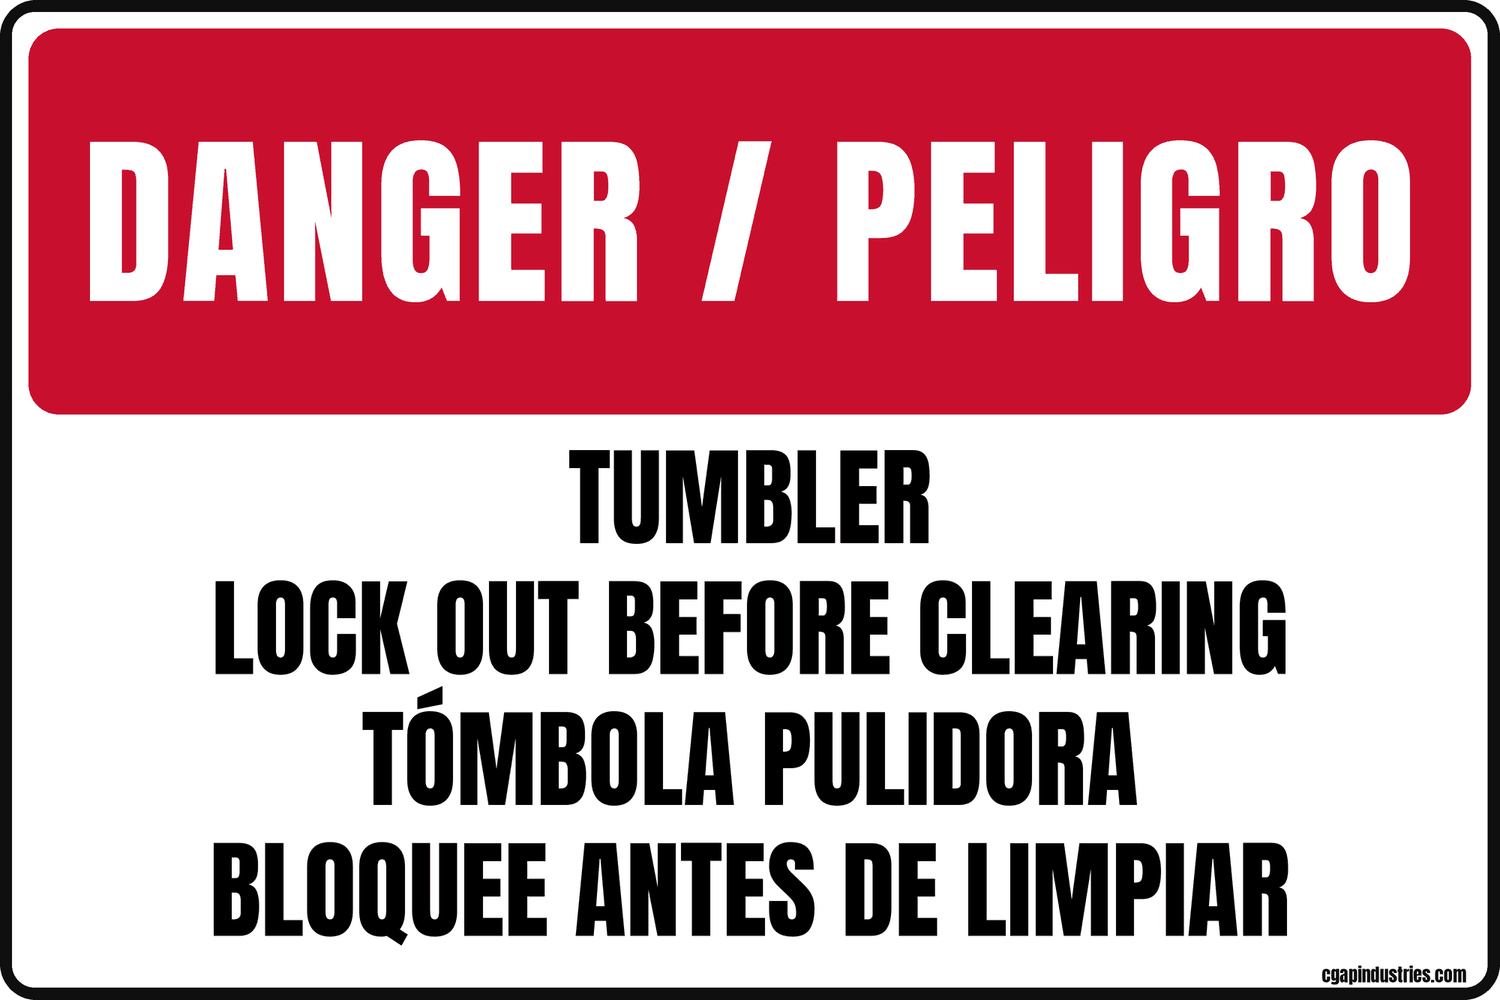 DANGER / PELIGRO
TUMBLER
LOCK OUT BEFORE CLEARING
TÓMBOLA PULIDORA
BLOQUEE ANTES DE LIMPIAR
cgapindustries.com